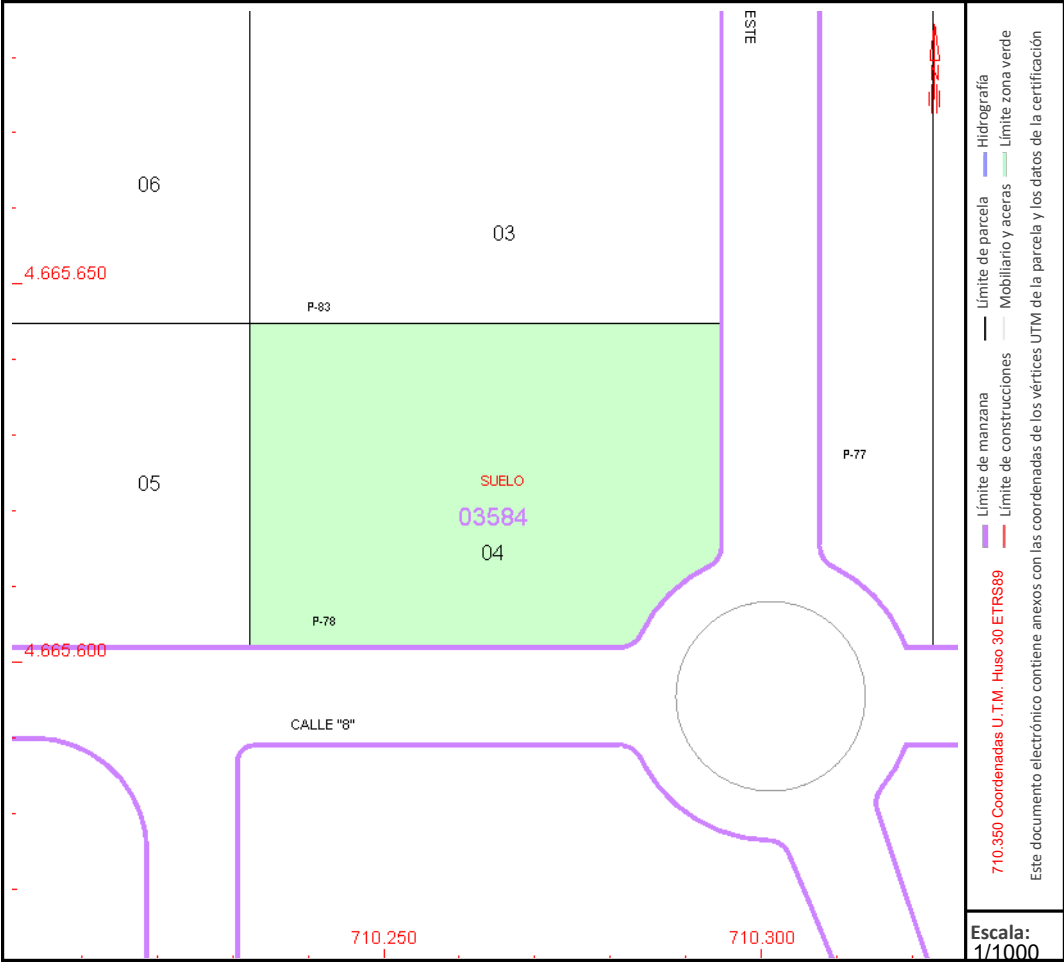 ESTE
06
03
4.665.650
P-83
P-77
05
SUELO
03584
04
P-78
4.665.600
CALLE "8"
710.250
710.300
Límite de manzana
Límite de parcela
Hidrografía
Límite de construcciones
Mobiliario y aceras
Límite zona verde
710.350 Coordenadas U.T.M. Huso 30 ETRS89
Este documento electrónico contiene anexos con las coordenadas de los vértices UTM de la parcela y los datos de la certificación
Escala:
1/1000